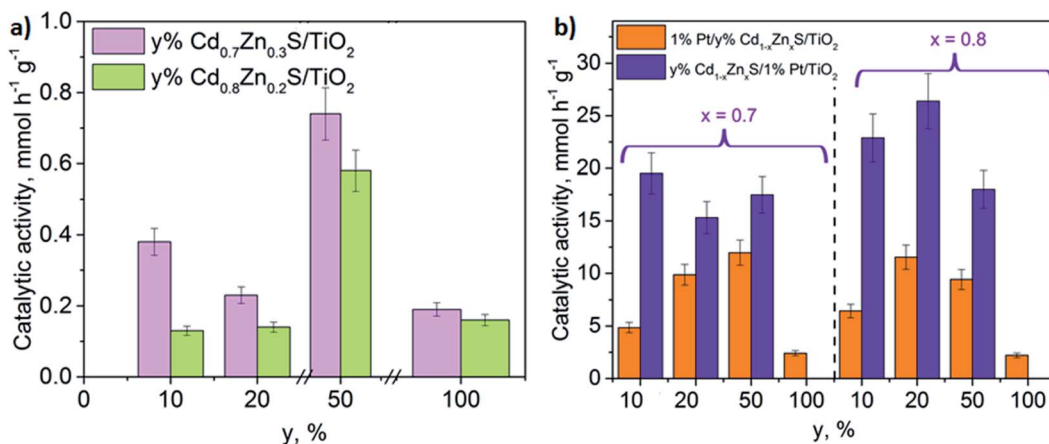 a)
Catalytic activity, mmol h⁻¹ g⁻¹
1.0
0.8
0.6
0.4
0.2
0.0
y% Cd₀.₇Zn₀.₃S/TiO₂
y% Cd₀.₈Zn₀.₂S/TiO₂
0 10 20 50 100
y, %
b)
Catalytic activity, mmol h⁻¹ g⁻¹
30
25
20
15
10
5
0
1% Pt/y% Cd₁₋ₓZnₓS/TiO₂
y% Cd₁₋ₓZnₓS/1% Pt/TiO₂
x = 0.7
x = 0.8
10 20 50 100 10 20 50 100
y, %